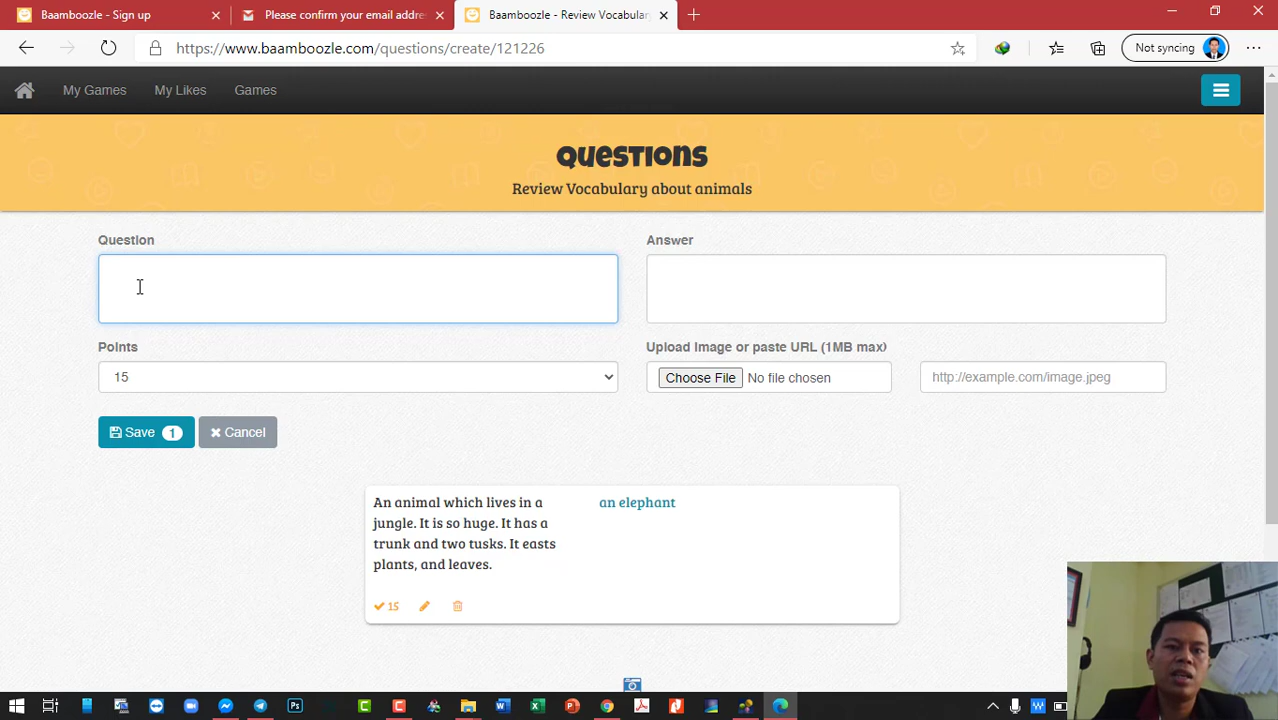 Baamboozle - Sign up
Please confirm your email addre
Baamboozle - Review Vocabular
https://www.baamboozle.com/questions/create/121226
Not syncing
My Games
My Likes
Games
Questions
Review Vocabulary about animals
Question
Answer
Points
Upload Image or paste URL (1MB max)
15
Choose File No file chosen
http://example.com/image.jpeg
Save 1
Cancel
An animal which lives in a
jungle. It is so huge. It has a
trunk and two tusks. It easts
plants, and leaves.
an elephant
15